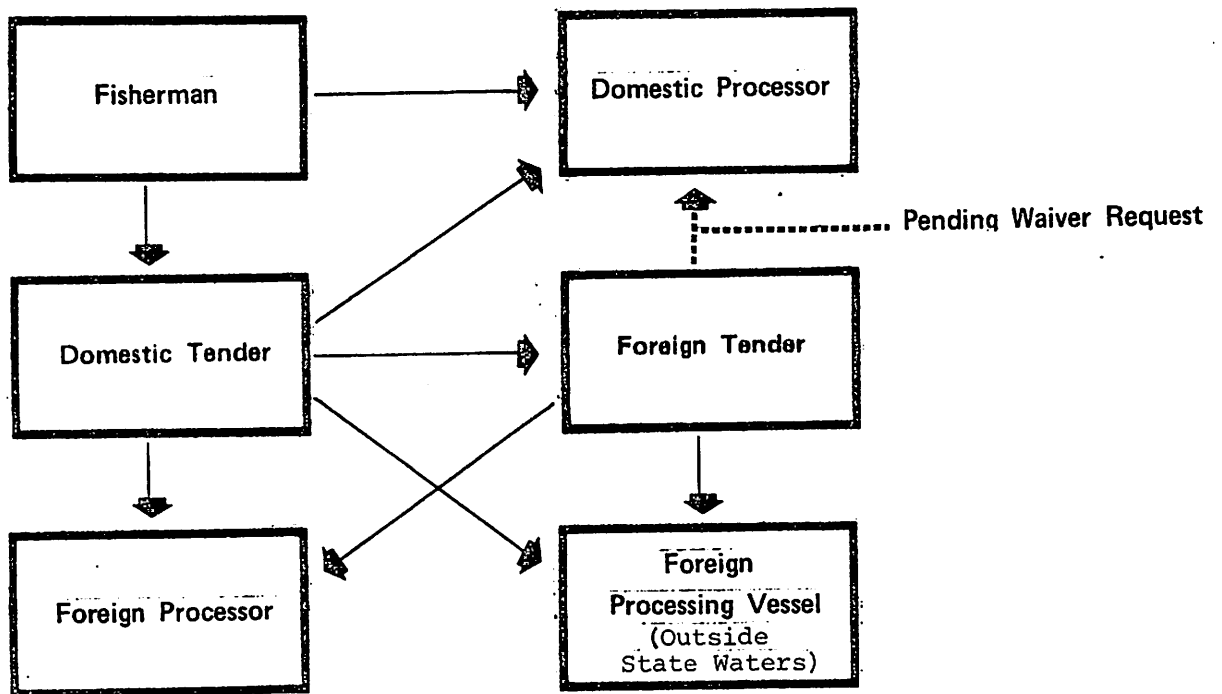 Fisherman
Domestic Processor
Pending Waiver Request
Domestic Tender
Foreign Tender
Foreign Processor
Foreign
Processing Vessel
(Outside
State Waters)